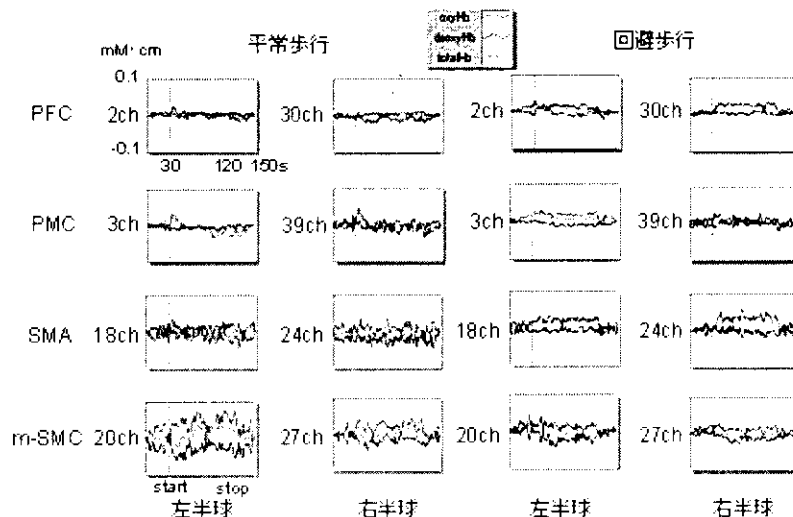 oxyHb
mM・cm 平常歩行 deoxyHb 回避歩行
totalHb
0.1
PFC 2ch 30ch 2ch 30ch
-0.1
30 120 150s
PMC 3ch 39ch 3ch 39ch
SMA 18ch 24ch 18ch 24ch
m-SMC 20ch 27ch 20ch 27ch
start stop
左半球 右半球 左半球 右半球